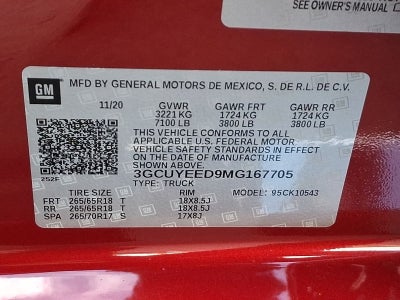 SEE OWNER'S MANUAL
GM
MFD BY GENERAL MOTORS DE MEXICO, S. DE R.L. DE C.V.
11/20 GVWR GAWR FRT GAWR RR
3221 KG 1724 KG 1724 KG
7100 LB 3800 LB 3800 LB
THIS VEHICLE CONFORMS TO ALL
APPLICABLE U.S. FEDERAL MOTOR
VEHICLE SAFETY STANDARDS IN EFFECT
ON THE DATE OF MANUFACTURE
SHOWN ABOVE.
3GCUYEED9MG167705
252F TYPE: TRUCK
TIRE SIZE RIM MODEL: 95CK10543
FRT 265/65R18 T 18X8.5J
RR 265/65R18 T 18X8.5J
SPA 265/70R17 S 17X8J